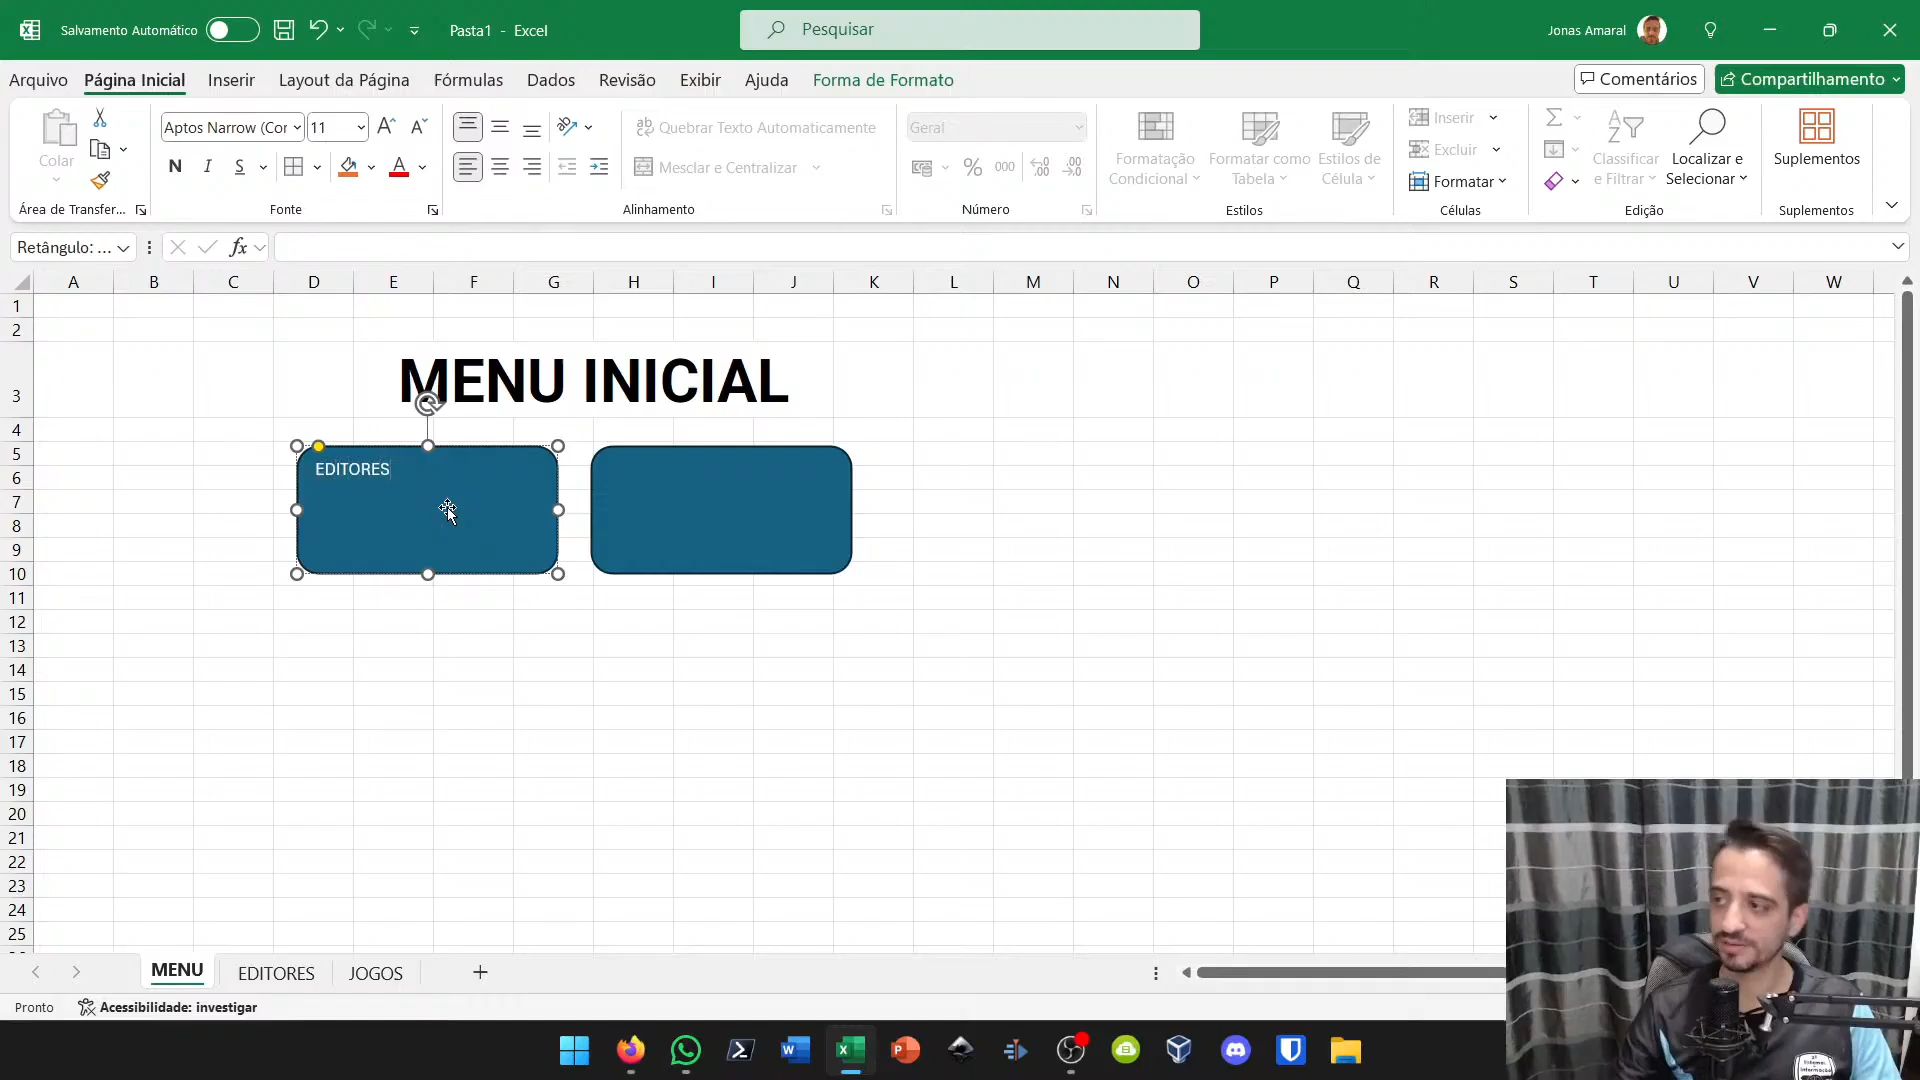 Salvamento Automático
Pasta1 - Excel
Pesquisar
Jonas Amaral
Arquivo
Página Inicial
Inserir
Layout da Página
Fórmulas
Dados
Revisão
Exibir
Ajuda
Forma de Formato
Comentários
Compartilhamento
Colar
Aptos Narrow (Cor
11
N
I
S
Quebrar Texto Automaticamente
Mesclar e Centralizar
Geral
%
000
Formatação
Condicional
Formatar como
Tabela
Estilos de
Célula
Inserir
Excluir
Formatar
Classificar
e Filtrar
Localizar e
Selecionar
Suplementos
Área de Transfer...
Fonte
Alinhamento
Número
Estilos
Células
Edição
Suplementos
Retângulo: ...
fx
A B C D E F G H I J K L M N O P Q R S T U V W
1
2
3
4
5
6
7
8
9
10
11
12
13
14
15
16
17
18
19
20
21
22
23
24
25
MENU INICIAL
EDITORES
MENU
EDITORES
JOGOS
Pronto
Acessibilidade: investigar